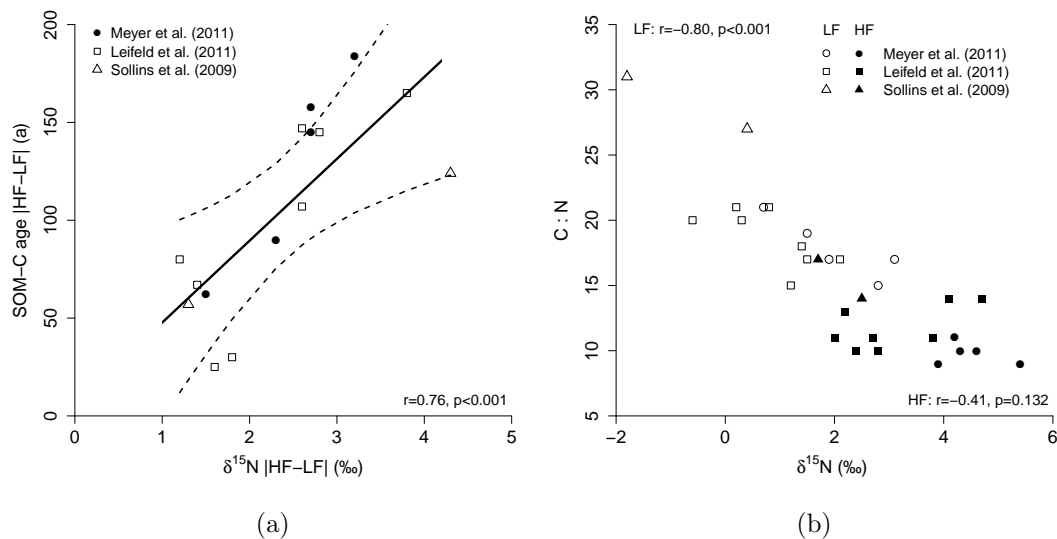 ● Meyer et al. (2011)
□ Leifeld et al. (2011)
△ Sollins et al. (2009)
200
150
100
50
0
SOM−C age |HF−LF| (a)
r=0.76, p<0.001
0 1 2 3 4 5
δ¹⁵N |HF−LF| (‰)
(a)
LF: r=−0.80, p<0.001
LF HF
○ ● Meyer et al. (2011)
□ ■ Leifeld et al. (2011)
△ ▲ Sollins et al. (2009)
35
30
25
20
15
10
5
C : N
HF: r=−0.41, p=0.132
−2 0 2 4 6
δ¹⁵N (‰)
(b)